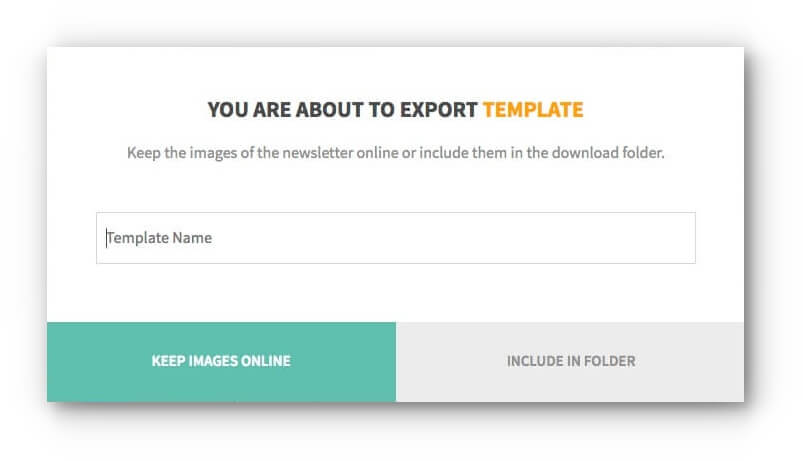 YOU ARE ABOUT TO EXPORT TEMPLATE
Keep the images of the newsletter online or include them in the download folder.
Template Name
KEEP IMAGES ONLINE
INCLUDE IN FOLDER